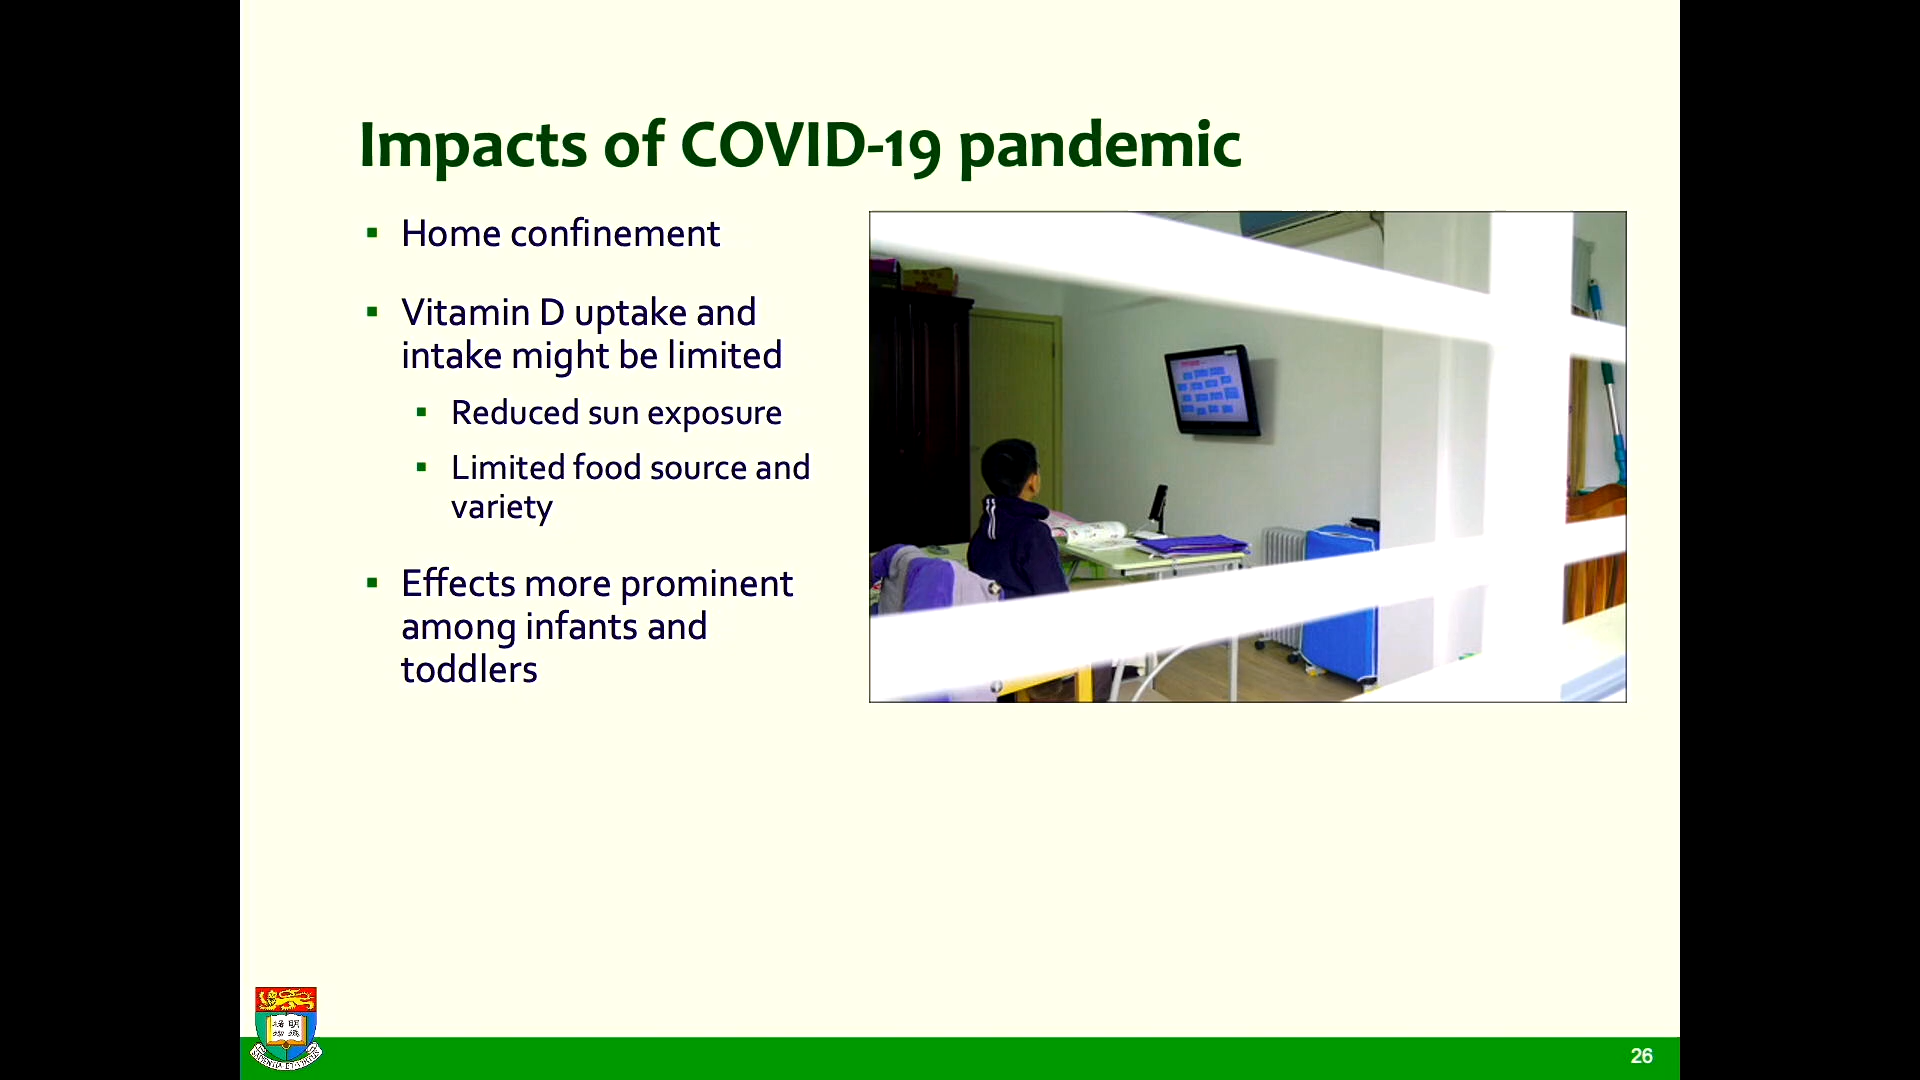 Impacts of COVID-19 pandemic
Home confinement
Vitamin D uptake and
intake might be limited
Reduced sun exposure
Limited food source and
variety
Effects more prominent
among infants and
toddlers
26